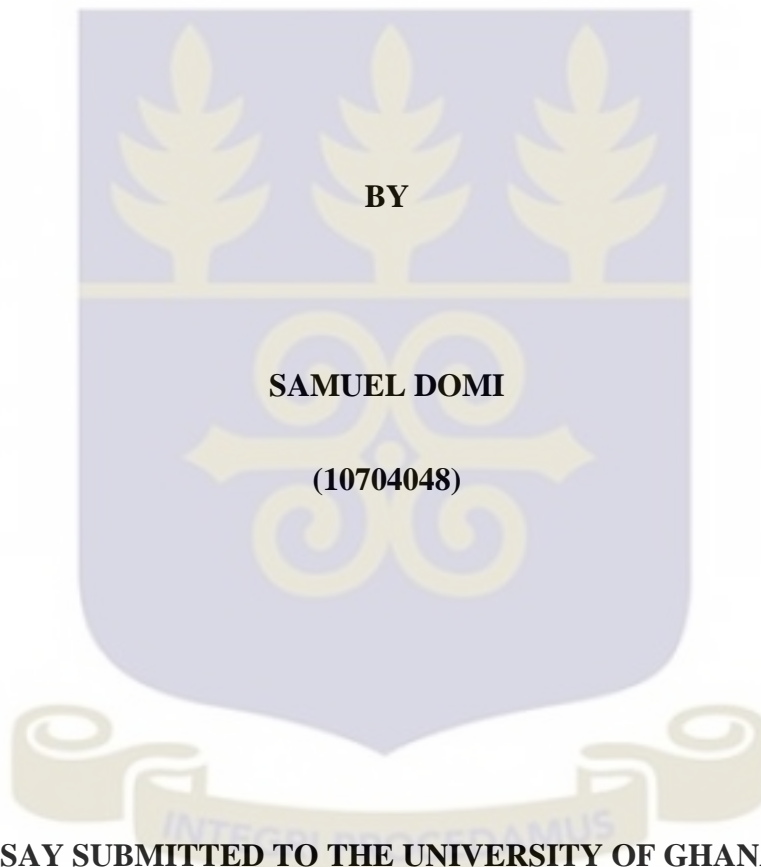 BY
SAMUEL DOMI
(10704048)
INTEGRI PROCEDAMUS
SAY SUBMITTED TO THE UNIVERSITY OF GHAN